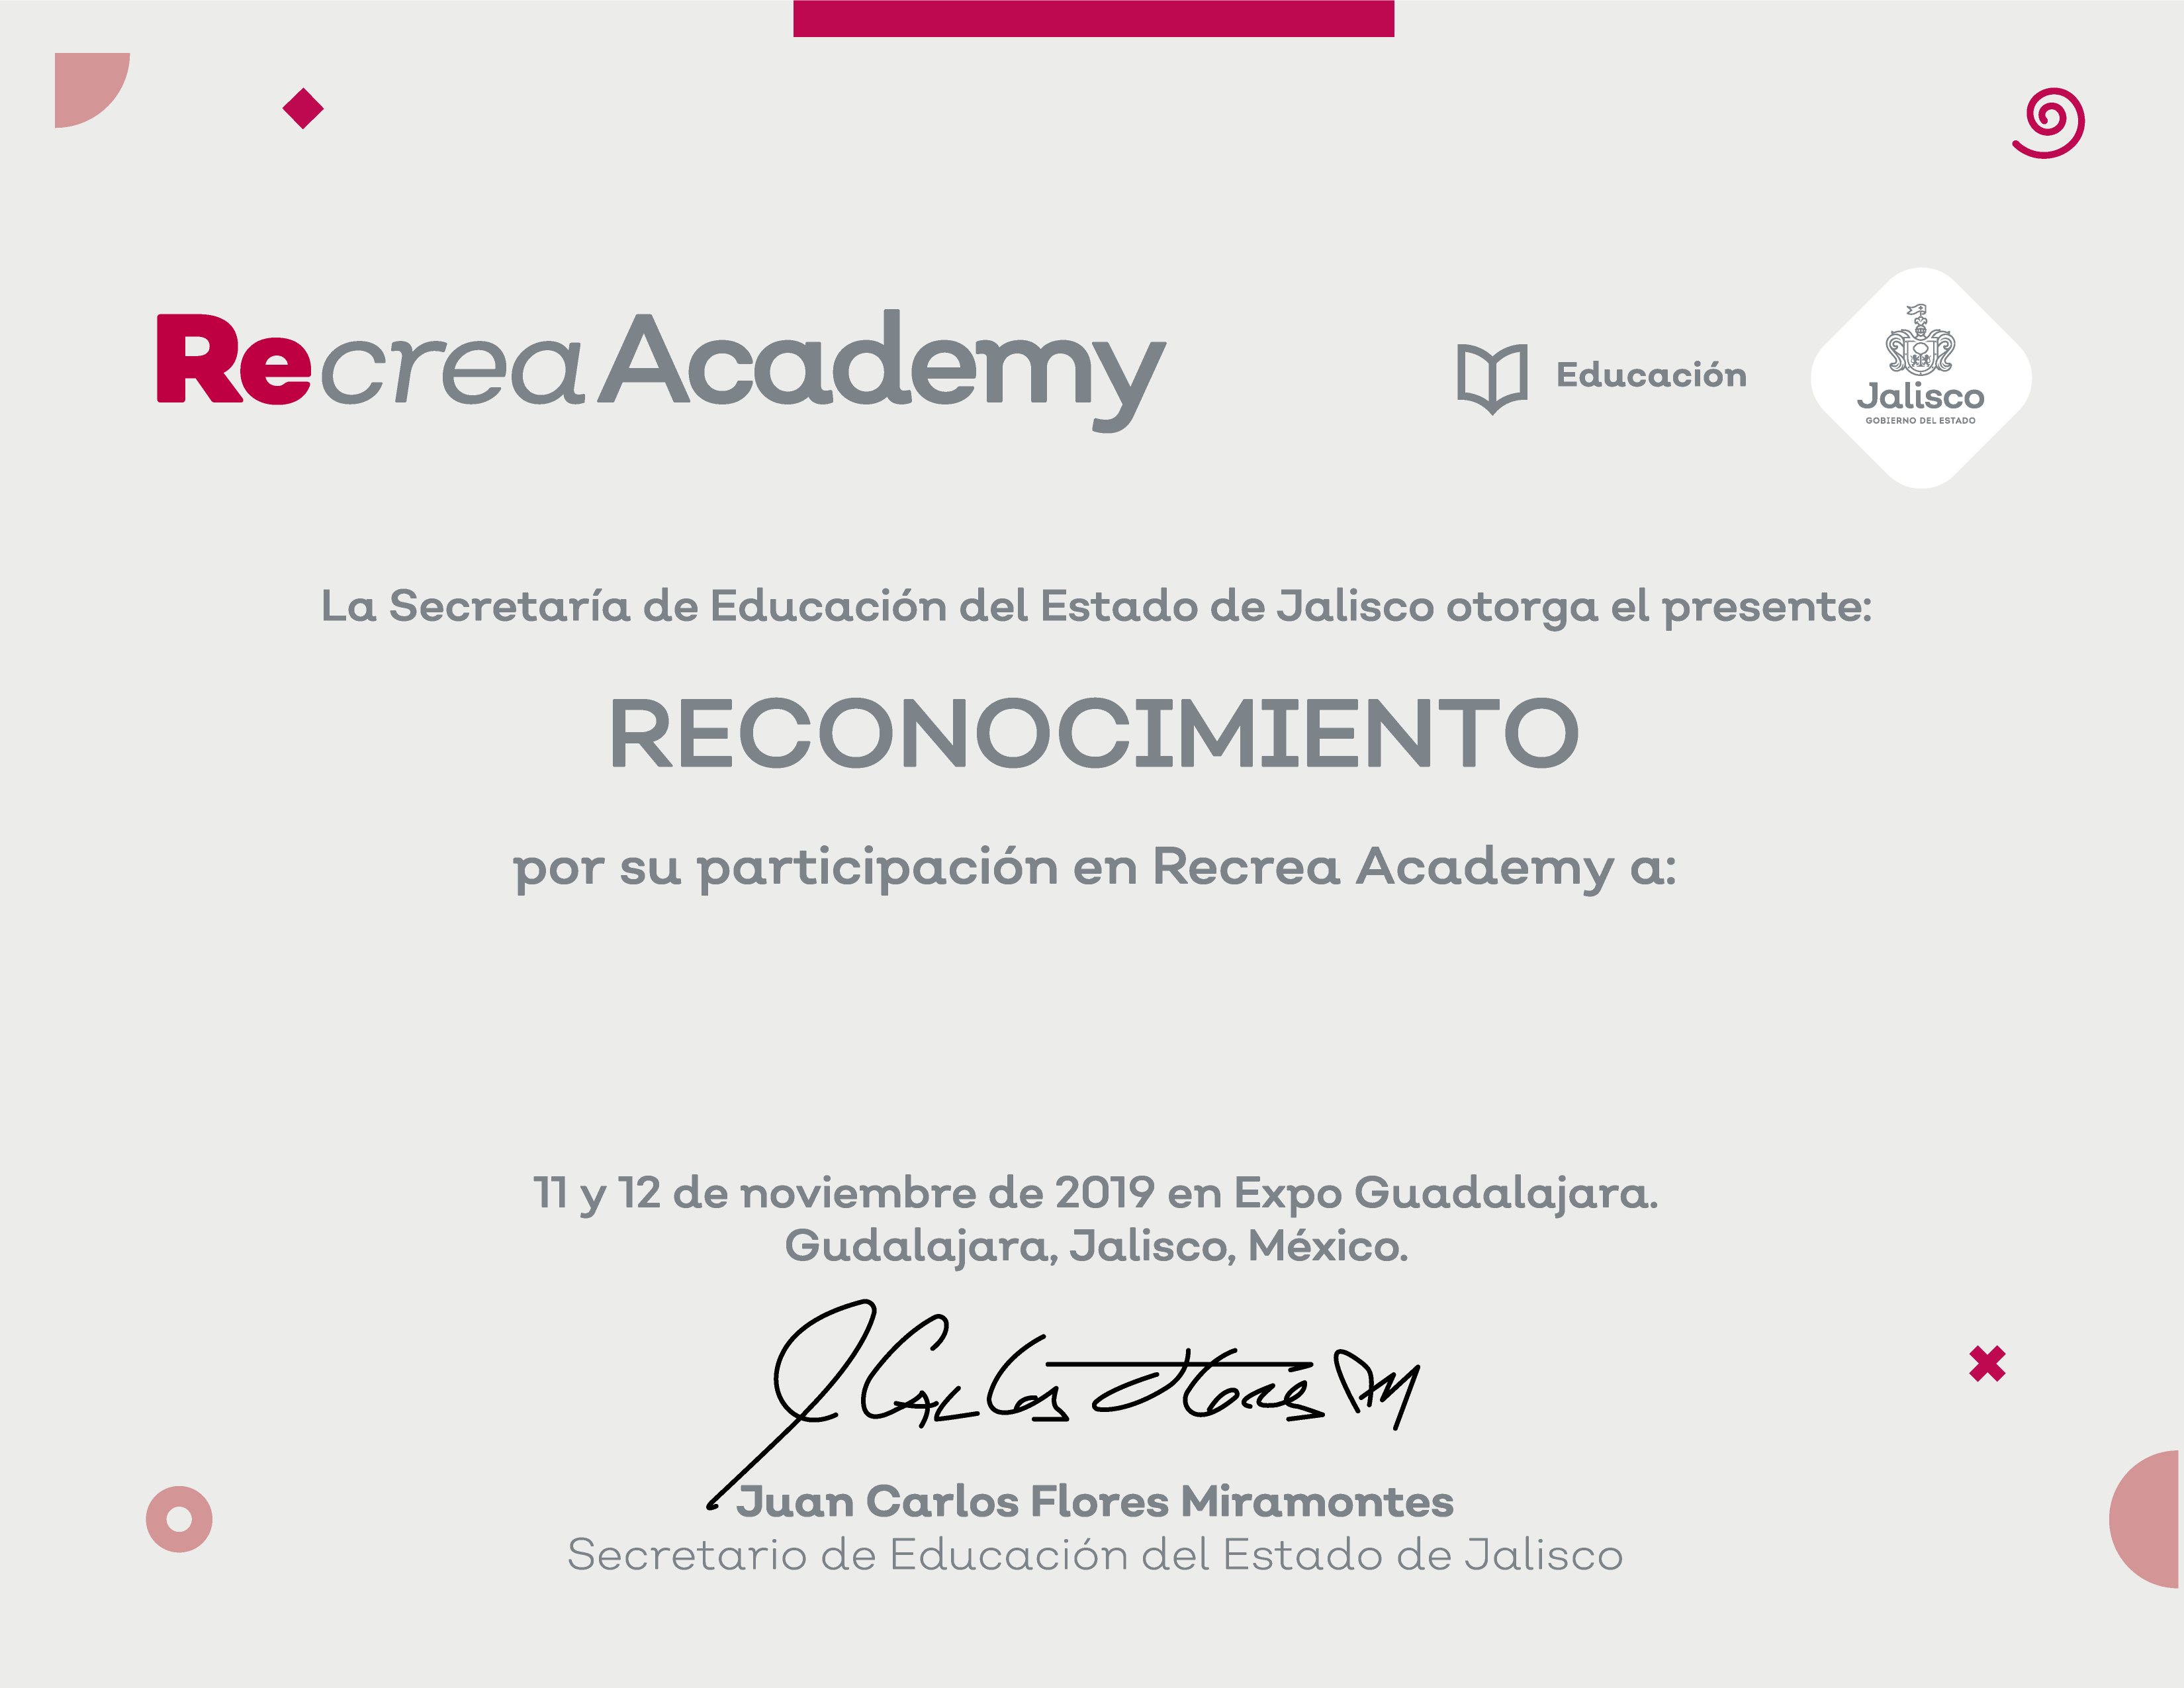 RecreaAcademy
Educación
Jalisco
GOBIERNO DEL ESTADO
La Secretaría de Educación del Estado de Jalisco otorga el presente:
RECONOCIMIENTO
por su participación en Recrea Academy a:
11 y 12 de noviembre de 2019 en Expo Guadalajara.
Gudalajara, Jalisco, México.
Juan Carlos Flores Miramontes
Secretario de Educación del Estado de Jalisco